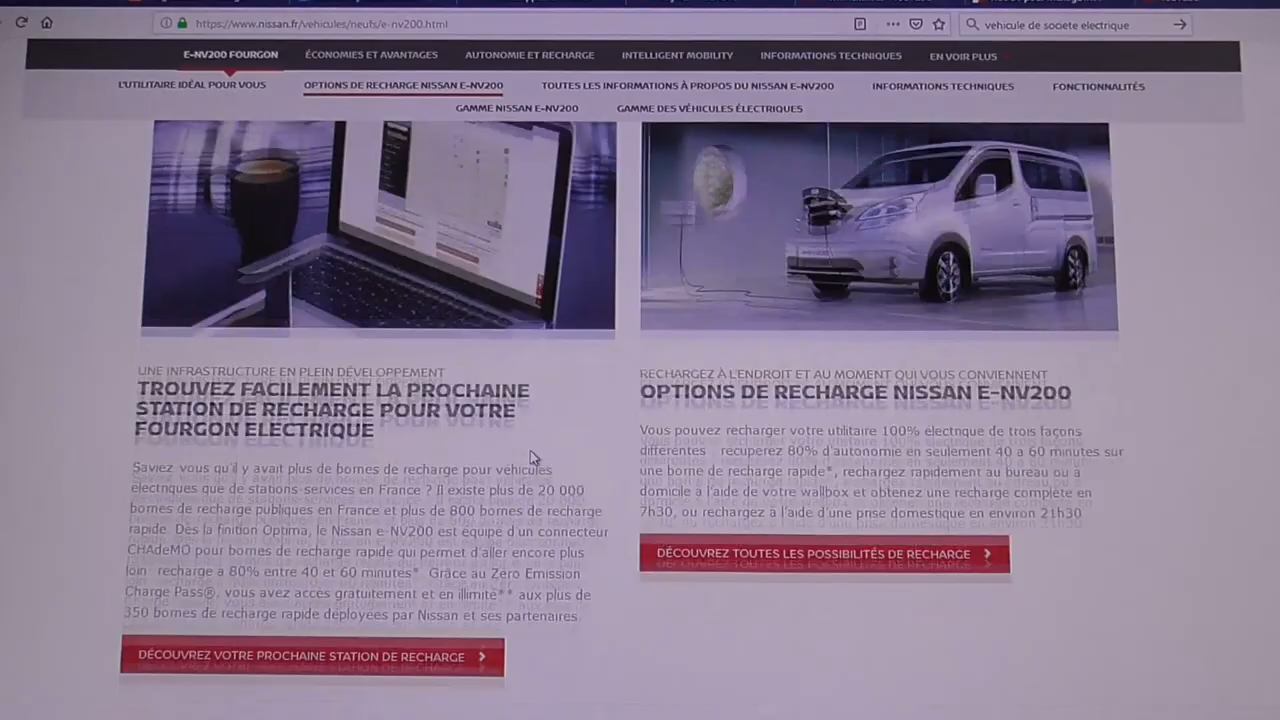 https://www.nissan.fr/vehicules/neufs/e-nv200.html
vehicule de societe electrique
E-NV200 FOURGON
ÉCONOMIES ET AVANTAGES
AUTONOMIE ET RECHARGE
INTELLIGENT MOBILITY
INFORMATIONS TECHNIQUES
EN VOIR PLUS
L'UTILITAIRE IDÉAL POUR VOUS
OPTIONS DE RECHARGE NISSAN E-NV200
TOUTES LES INFORMATIONS À PROPOS DU NISSAN E-NV200
INFORMATIONS TECHNIQUES
FONCTIONNALITÉS
GAMME NISSAN E-NV200
GAMME DES VÉHICULES ÉLECTRIQUES
UNE INFRASTRUCTURE EN PLEIN DÉVELOPPEMENT
TROUVEZ FACILEMENT LA PROCHAINE
STATION DE RECHARGE POUR VOTRE
FOURGON ELECTRIQUE
Saviez vous qu'il y avait plus de bornes de recharge pour véhicules
électriques que de stations-services en France ? Il existe plus de 20 000
bornes de recharge publiques en France et plus de 800 bornes de recharge
rapide. Dès la finition Optima, le Nissan e-NV200 est équipé d'un connecteur
CHAdeMO pour bornes de recharge rapide qui permet d'aller encore plus
loin recharge à 80% entre 40 et 60 minutes* Grâce au Zéro Emission
Charge Pass®, vous avez accès gratuitement et en illimité** aux plus de
350 bornes de recharge rapide déployées par Nissan et ses partenaires.
DÉCOUVREZ VOTRE PROCHAINE STATION DE RECHARGE
RECHARGEZ À L'ENDROIT ET AU MOMENT QUI VOUS CONVIENNENT
OPTIONS DE RECHARGE NISSAN E-NV200
Vous pouvez recharger votre utilitaire 100% électrique de trois façons
différentes récupérez 80% d'autonomie en seulement 40 à 60 minutes sur
une borne de recharge rapide*, rechargez rapidement au bureau ou à
domicile à l'aide de votre wallbox et obtenez une recharge complète en
7h30, ou rechargez à l'aide d'une prise domestique en environ 21h30
DÉCOUVREZ TOUTES LES POSSIBILITÉS DE RECHARGE